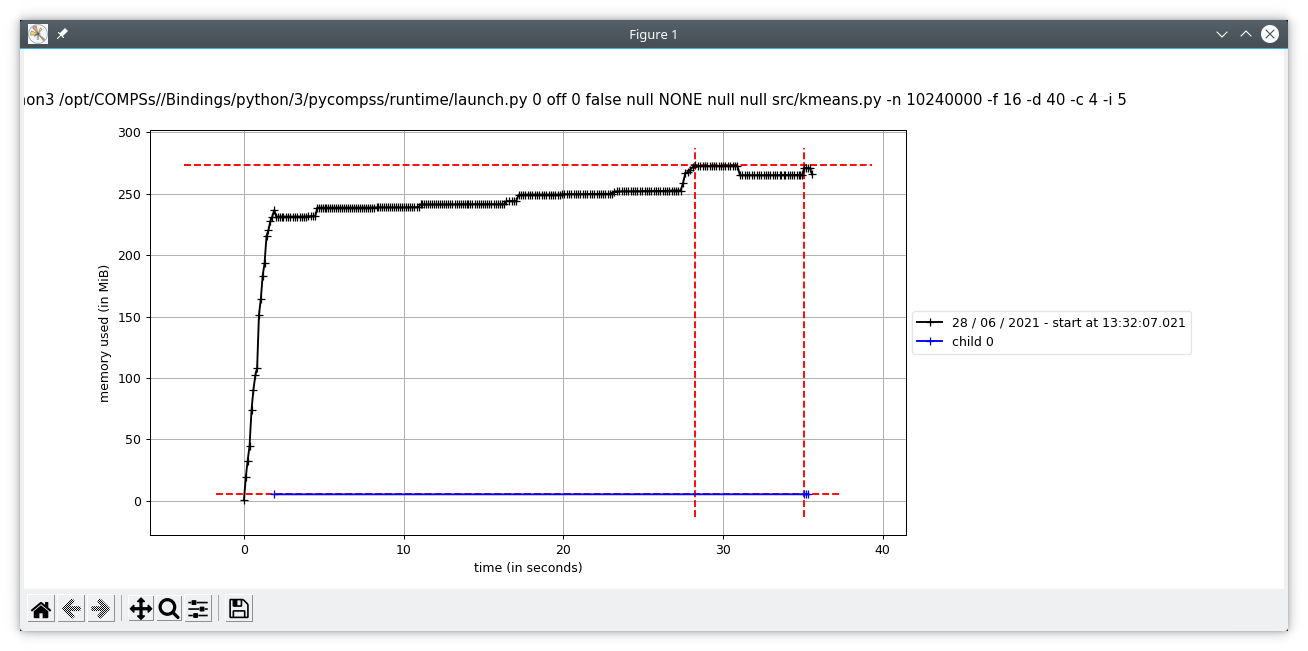 Figure 1
/opt/COMPSs//Bindings/python/3/pycompss/runtime/launch.py 0 off 0 false null NONE null null src/kmeans.py -n 10240000 -f 16 -d 40 -c 4 -i 5
300
250
200
150
100
50
0
memory used (in MiB)
0 10 20 30 40
time (in seconds)
28 / 06 / 2021 - start at 13:32:07.021
child 0